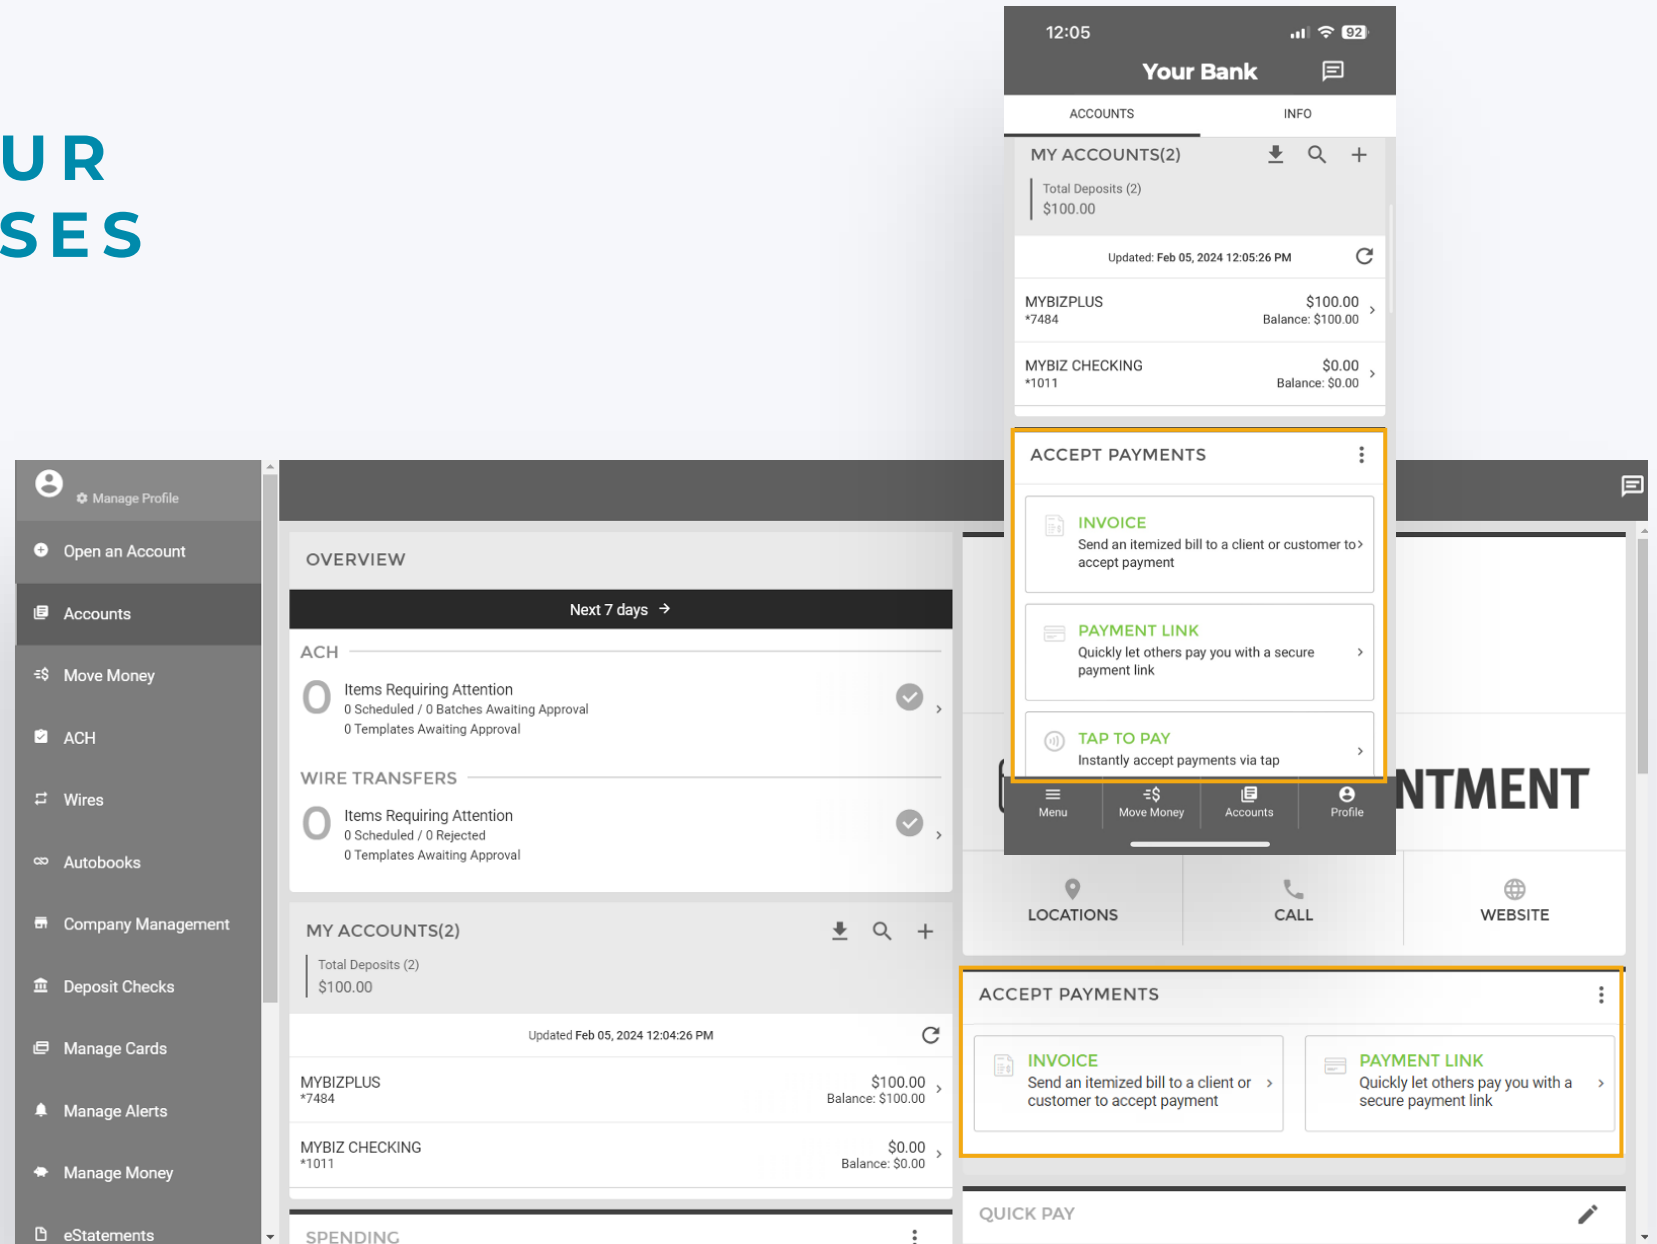 UR
SES
12:05
92
Your Bank
ACCOUNTS
INFO
MY ACCOUNTS(2)
Total Deposits (2)
$100.00
Updated: Feb 05, 2024 12:05:26 PM
MYBIZPLUS
$100.00
*7484
Balance: $100.00
MYBIZ CHECKING
$0.00
*1011
Balance: $0.00
ACCEPT PAYMENTS
INVOICE
Send an itemized bill to a client or customer to
accept payment
PAYMENT LINK
Quickly let others pay you with a secure
payment link
TAP TO PAY
Instantly accept payments via tap
Menu
Move Money
Accounts
Profile
Manage Profile
Open an Account
Accounts
Move Money
ACH
Wires
Autobooks
Company Management
Deposit Checks
Manage Cards
Manage Alerts
Manage Money
eStatements
OVERVIEW
Next 7 days
ACH
0
Items Requiring Attention
0 Scheduled / 0 Batches Awaiting Approval
0 Templates Awaiting Approval
WIRE TRANSFERS
0
Items Requiring Attention
0 Scheduled / 0 Rejected
0 Templates Awaiting Approval
MY ACCOUNTS(2)
Total Deposits (2)
$100.00
Updated Feb 05, 2024 12:04:26 PM
MYBIZPLUS
$100.00
*7484
Balance: $100.00
MYBIZ CHECKING
$0.00
*1011
Balance: $0.00
SPENDING
NTMENT
LOCATIONS
CALL
WEBSITE
ACCEPT PAYMENTS
INVOICE
Send an itemized bill to a client or
customer to accept payment
PAYMENT LINK
Quickly let others pay you with a
secure payment link
QUICK PAY